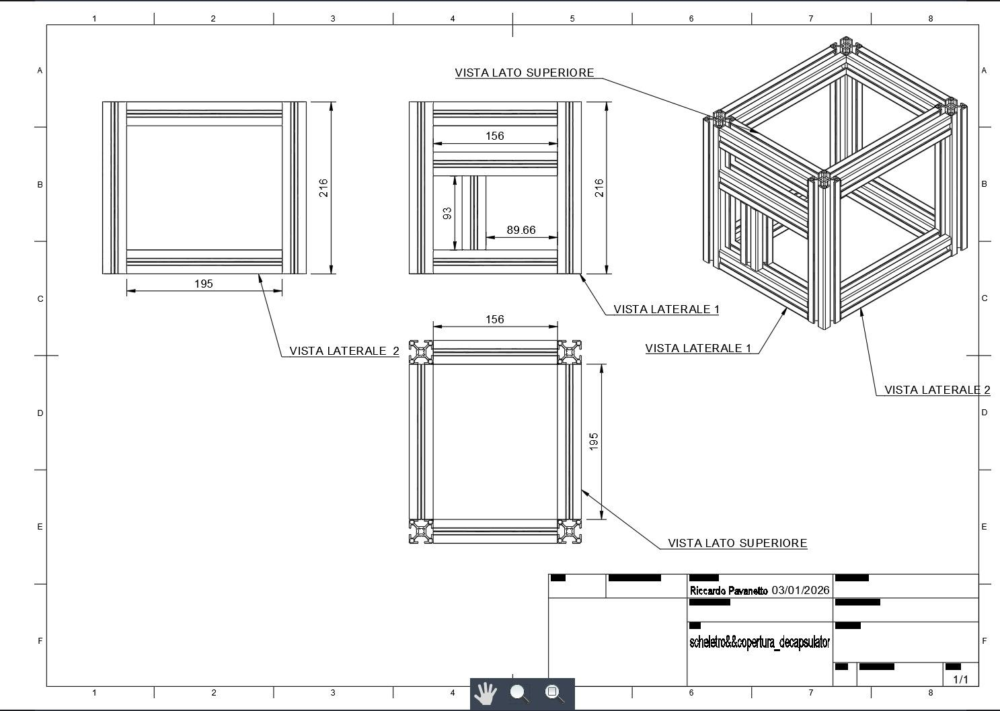 1 2 3 4 5 6 7 8
A A
VISTA LATO SUPERIORE
156
B B
216
216
93
89.66
195
C C
VISTA LATERALE 1
156
VISTA LATERALE 2
VISTA LATERALE 1
VISTA LATERALE 2
D D
195
E E
VISTA LATO SUPERIORE
Riccardo Pavanetto 03/01/2026
scheletro&&copertura_decapsulator
F F
1/1
1 2 3 4 6 7 8